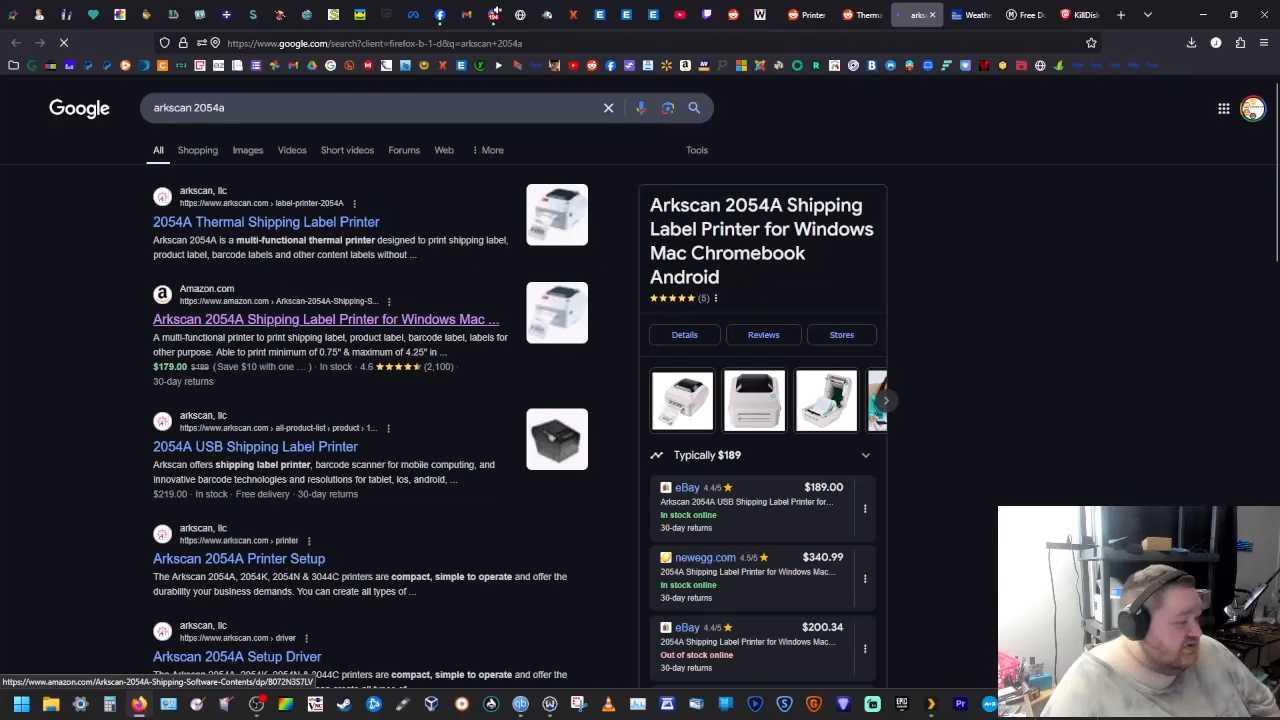 Printer
Therma
arks
Weathe
Free Do
KillDisk
https://www.google.com/search?client=firefox-b-1-d&q=arkscan+2054a
Google
arkscan 2054a
All
Shopping
Images
Videos
Short videos
Forums
Web
More
Tools
arkscan, llc
https://www.arkscan.com › label-printer-2054A
2054A Thermal Shipping Label Printer
Arkscan 2054A is a multi-functional thermal printer designed to print shipping label,
product label, barcode labels and other content labels without ...
Amazon.com
https://www.amazon.com › Arkscan-2054A-Shipping-S...
Arkscan 2054A Shipping Label Printer for Windows Mac ...
A multi-functional printer to print shipping label, product label, barcode label, labels for
other purpose. Able to print minimum of 0.75" & maximum of 4.25" in ...
$179.00 $189 (Save $10 with one ... ) · In stock · 4.6 (2,100) ·
30-day returns
arkscan, llc
https://www.arkscan.com › all-product-list › product › 1...
2054A USB Shipping Label Printer
Arkscan offers shipping label printer, barcode scanner for mobile computing, and
innovative barcode technologies and resolutions for tablet, ios, android, ...
$219.00 · In stock · Free delivery · 30-day returns
arkscan, llc
https://www.arkscan.com › printer
Arkscan 2054A Printer Setup
The Arkscan 2054A, 2054K, 2054N & 3044C printers are compact, simple to operate and offer the
durability your business demands. You can create all types of ...
arkscan, llc
https://www.arkscan.com › driver
Arkscan 2054A Setup Driver
https://www.amazon.com/Arkscan-2054A-Shipping-Software-Contents/dp/B072N3S7LV
Arkscan 2054A Shipping
Label Printer for Windows
Mac Chromebook
Android
(5)
Details
Reviews
Stores
Typically $189
eBay 4.4/5 $189.00
Arkscan 2054A USB Shipping Label Printer for...
In stock online
30-day returns
newegg.com 4.5/5 $340.99
2054A Shipping Label Printer for Windows Mac...
In stock online
30-day returns
eBay 4.4/5 $200.34
2054A Shipping Label Printer for Windows Mac...
Out of stock online
30-day returns